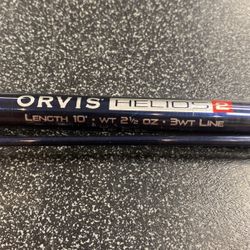 ORVIS HELIOS 2
LENGTH 10' • WT 2½ OZ • 3WT LINE